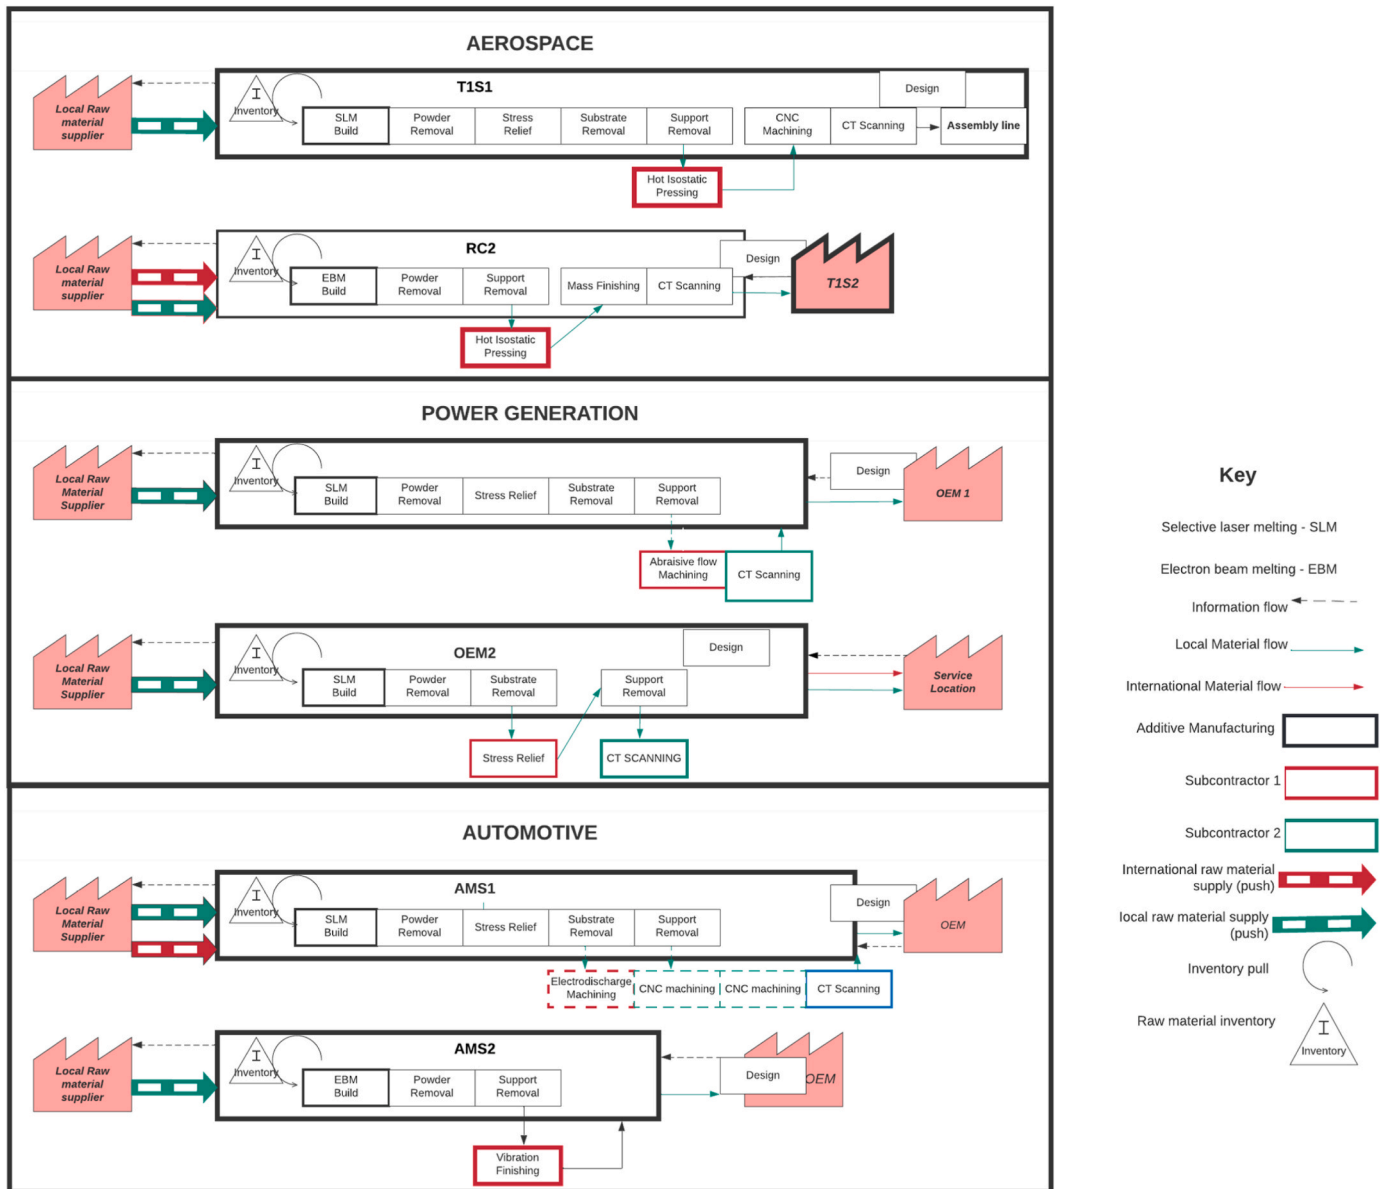 AEROSPACE
Local Raw
material
supplier
I
Inventory
T1S1
Design
SLM
Build
Powder
Removal
Stress
Relief
Substrate
Removal
Support
Removal
CNC
Machining
CT Scanning
Assembly line
Hot Isostatic
Pressing
Local Raw
material
supplier
I
Inventory
RC2
Design
EBM
Build
Powder
Removal
Support
Removal
Mass Finishing
CT Scanning
T1S2
Hot Isostatic
Pressing
POWER GENERATION
Local Raw
Material
Supplier
I
Inventory
SLM
Build
Powder
Removal
Stress Relief
Substrate
Removal
Support
Removal
Design
OEM 1
Abraisive flow
Machining
CT Scanning
Local Raw
Material
Supplier
I
Inventory
OEM2
Design
SLM
Build
Powder
Removal
Substrate
Removal
Support
Removal
Service
Location
Stress Relief
CT SCANNING
AUTOMOTIVE
Local Raw
Material
Supplier
I
Inventory
AMS1
SLM
Build
Powder
Removal
Stress Relief
Substrate
Removal
Support
Removal
Design
OEM
Electrodischarge
Machining
CNC machining
CNC machining
CT Scanning
Local Raw
material
supplier
I
Inventory
AMS2
EBM
Build
Powder
Removal
Support
Removal
Design
OEM
Vibration
Finishing
Key
Selective laser melting - SLM
Electron beam melting - EBM
Information flow
Local Material flow
International Material flow
Additive Manufacturing
Subcontractor 1
Subcontractor 2
International raw material
supply (push)
local raw material supply
(push)
Inventory pull
Raw material inventory
I
Inventory